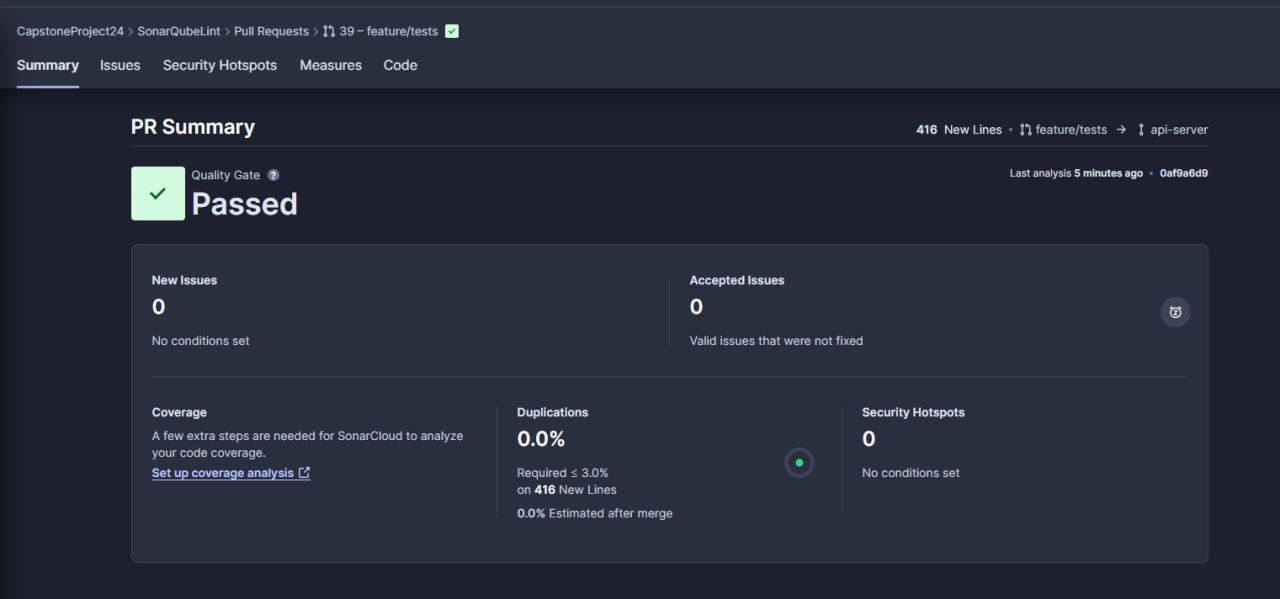 CapstoneProject24 > SonarQubeLint > Pull Requests > 39 – feature/tests
Summary Issues Security Hotspots Measures Code
PR Summary
416 New Lines • feature/tests → api-server
Quality Gate ?
Passed
Last analysis 5 minutes ago • 0af9a6d9
New Issues
0
No conditions set
Accepted Issues
0
Valid issues that were not fixed
Coverage
A few extra steps are needed for SonarCloud to analyze
your code coverage.
Set up coverage analysis
Duplications
0.0%
Required ≤ 3.0%
on 416 New Lines
0.0% Estimated after merge
Security Hotspots
0
No conditions set